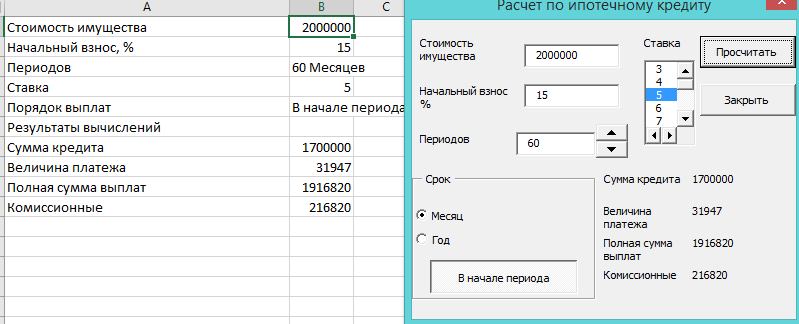 A B C
Стоимость имущества 2000000
Начальный взнос, % 15
Периодов 60 Месяцев
Ставка 5
Порядок выплат В начале периода
Результаты вычислений
Сумма кредита 1700000
Величина платежа 31947
Полная сумма выплат 1916820
Комиссионные 216820
Расчет по ипотечному кредиту
Стоимость
имущества
2000000
Начальный взнос
%
15
Периодов
60
Ставка
3
4
5
6
7
Просчитать
Закрыть
Срок
Месяц
Год
В начале периода
Сумма кредита 1700000
Величина
платежа
31947
Полная сумма
выплат
1916820
Комиссионные 216820